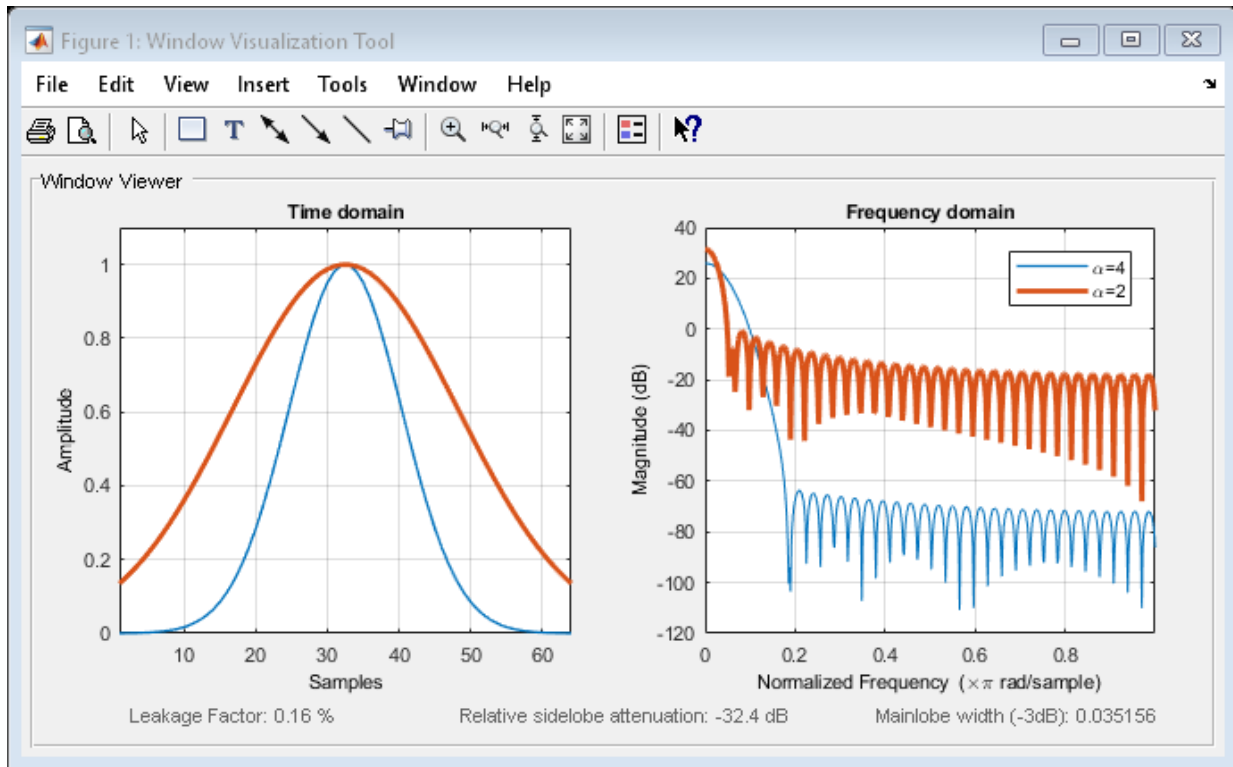 Figure 1: Window Visualization Tool
File Edit View Insert Tools Window Help
T
Q
?
Window Viewer
Time domain
Amplitude
1
0.8
0.6
0.4
0.2
0
10 20 30 40 50 60
Samples
Frequency domain
Magnitude (dB)
40
20
0
-20
-40
-60
-80
-100
-120
α=4
α=2
0 0.2 0.4 0.6 0.8
Normalized Frequency (×π rad/sample)
Leakage Factor: 0.16 %
Relative sidelobe attenuation: -32.4 dB
Mainlobe width (-3dB): 0.035156